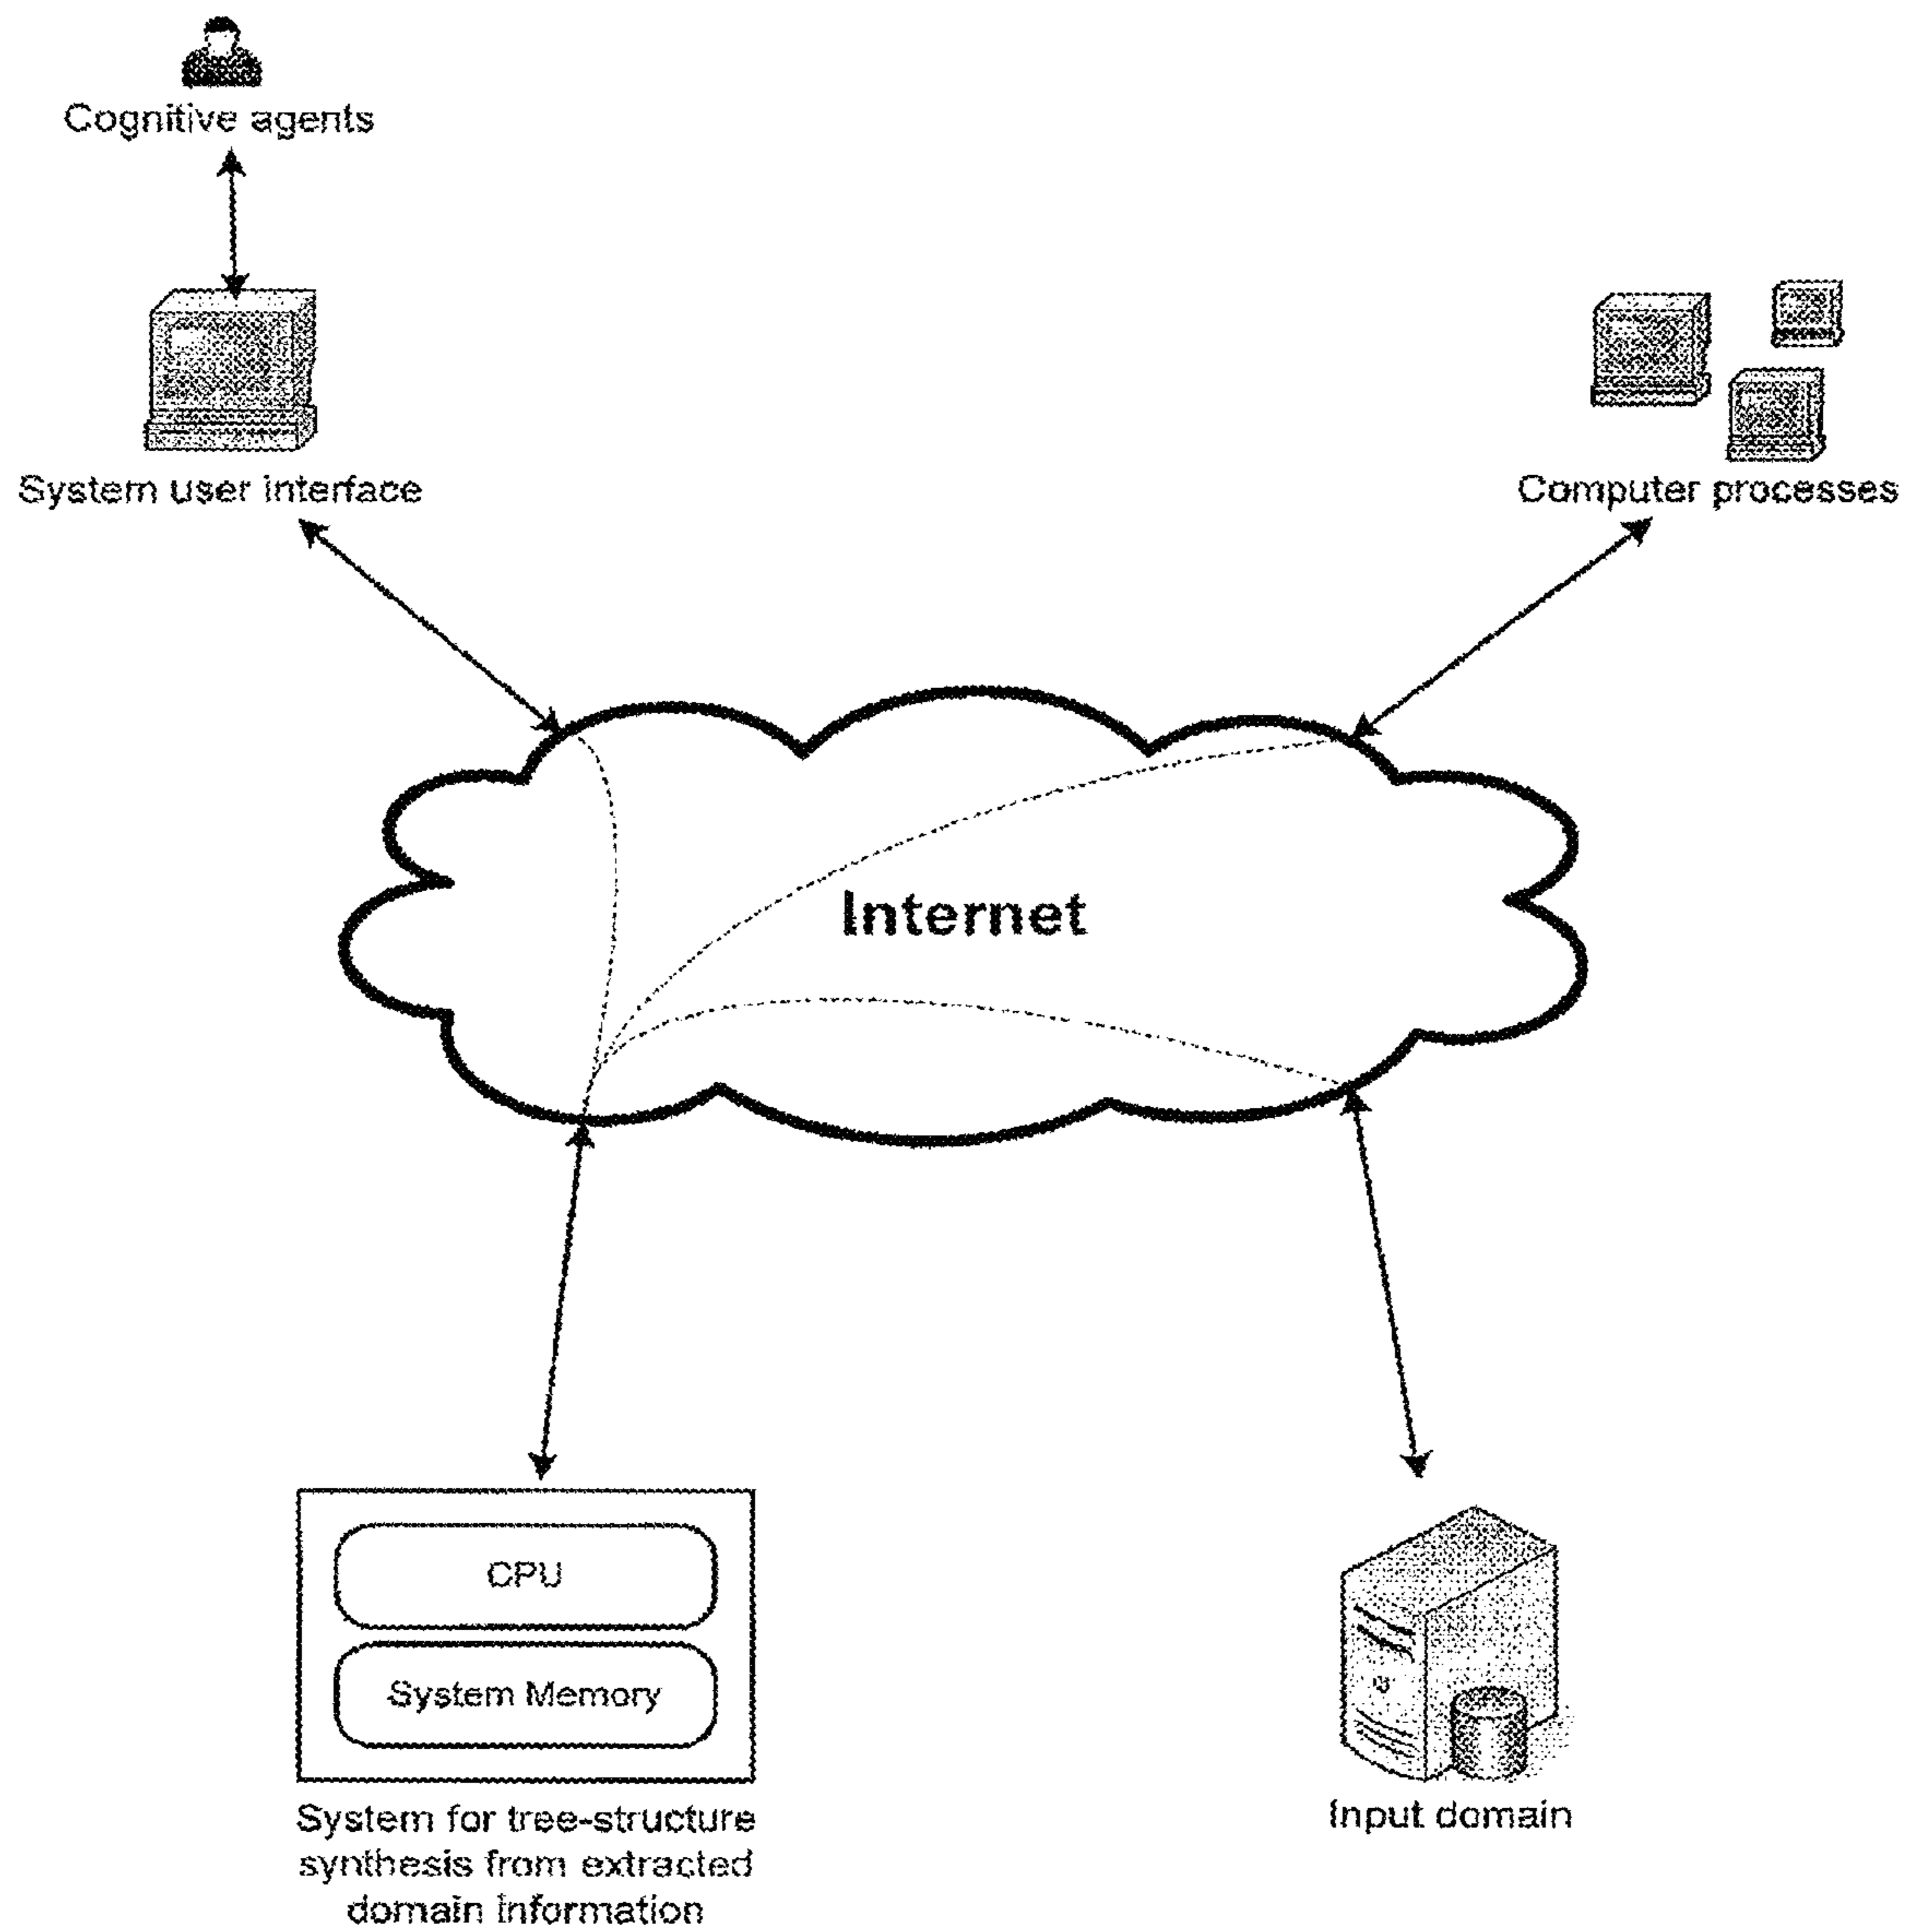 Cognitive agents
System user interface
Computer processes
Internet
CPU
System Memory
System for tree-structure
synthesis from extracted
domain information
Input domain